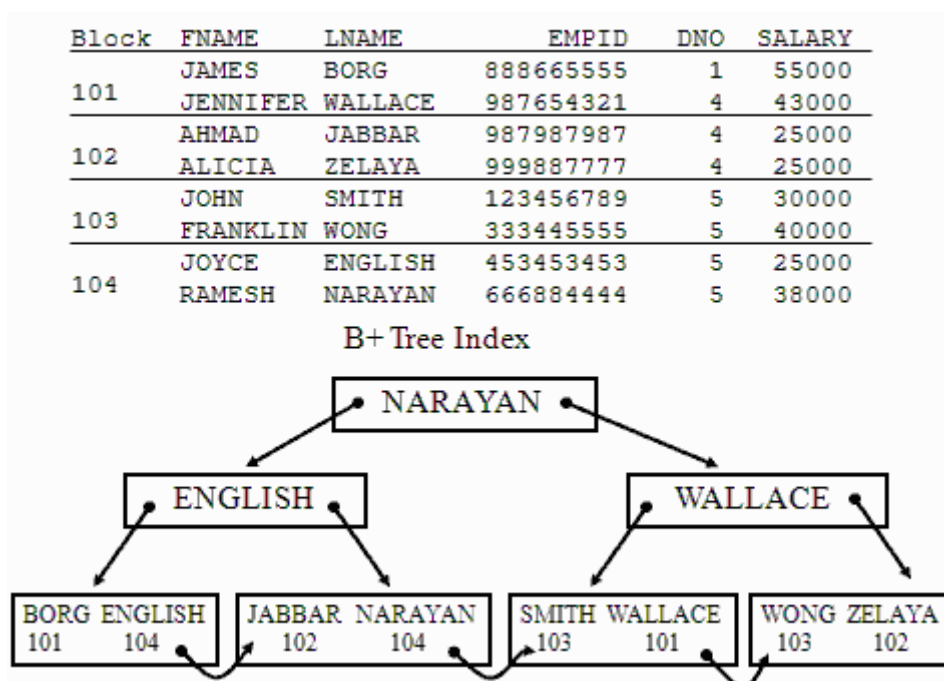 Block FNAME LNAME EMPID DNO SALARY
101 JAMES BORG 888665555 1 55000
JENNIFER WALLACE 987654321 4 43000
102 AHMAD JABBAR 987987987 4 25000
ALICIA ZELAYA 999887777 4 25000
103 JOHN SMITH 123456789 5 30000
FRANKLIN WONG 333445555 5 40000
104 JOYCE ENGLISH 453453453 5 25000
RAMESH NARAYAN 666884444 5 38000
B+ Tree Index
NARAYAN
ENGLISH WALLACE
BORG ENGLISH JABBAR NARAYAN SMITH WALLACE WONG ZELAYA
101 104 102 104 103 101 103 102